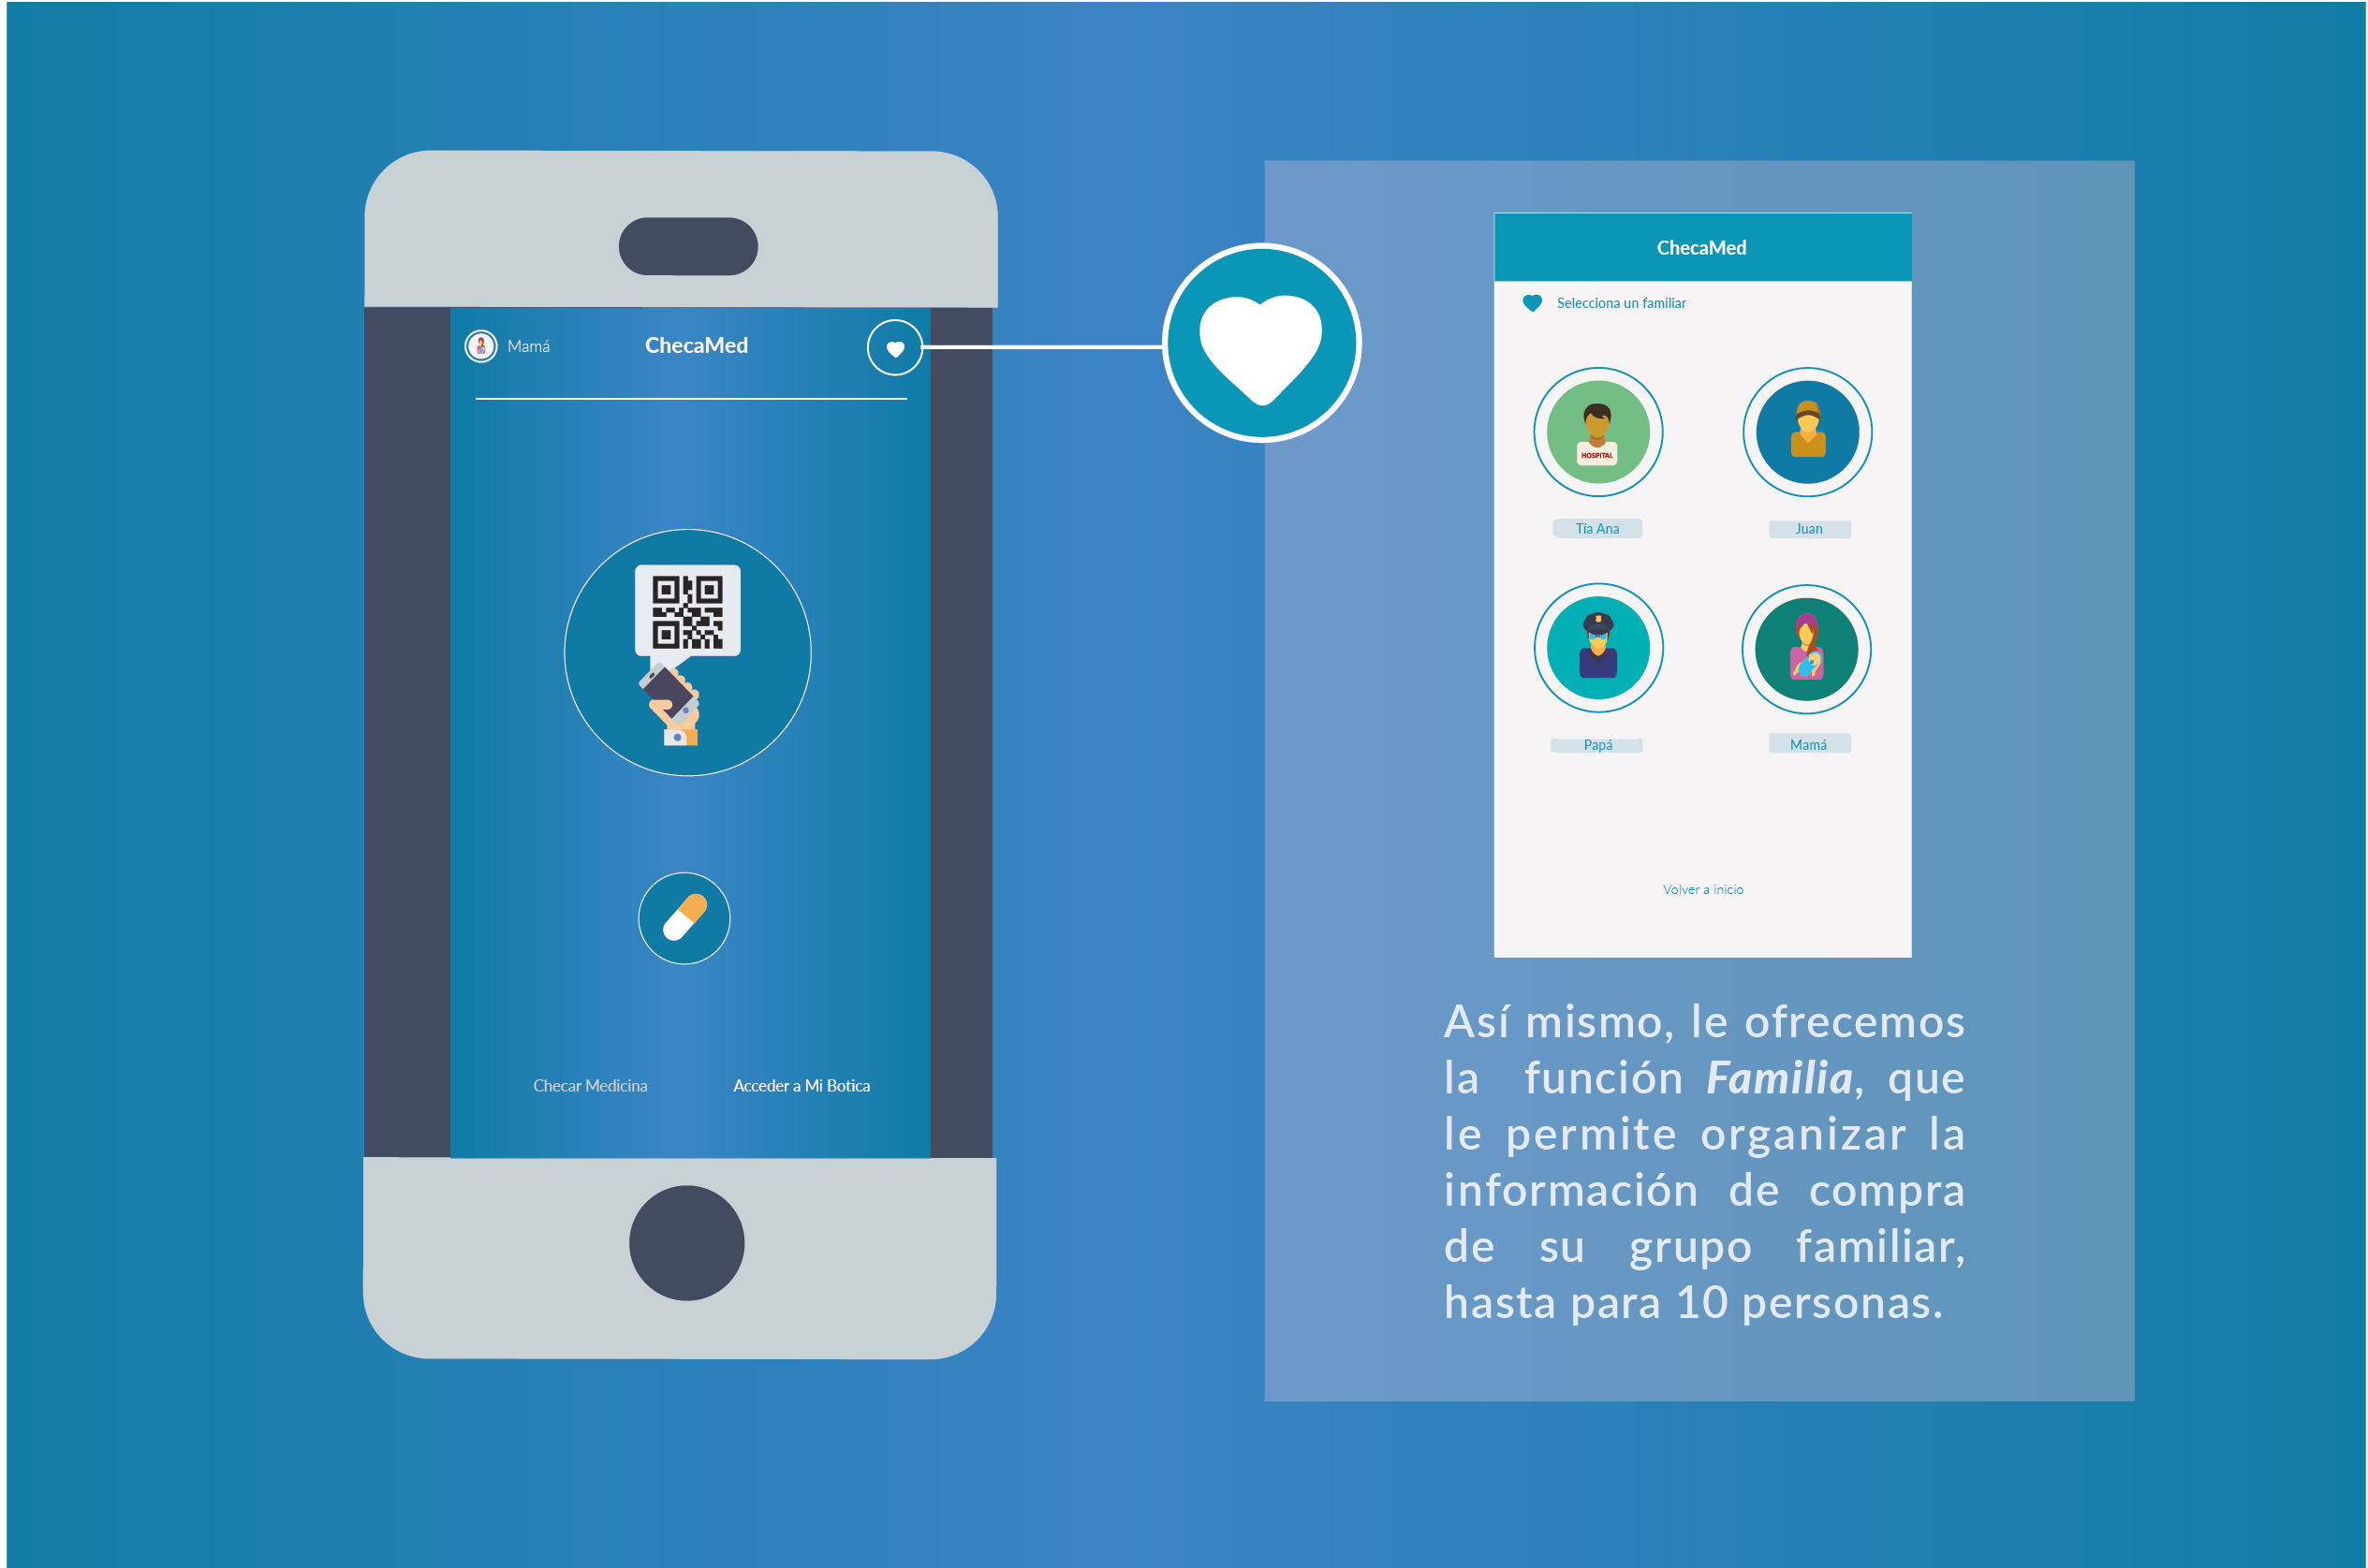 Mamá
ChecaMed
Checar Medicina
Acceder a Mi Botica
ChecaMed
Selecciona un familiar
HOSPITAL
Tía Ana
Juan
Papá
Mamá
Volver a inicio
Así mismo, le ofrecemos
la función Familia, que
le permite organizar la
información de compra
de su grupo familiar,
hasta para 10 personas.